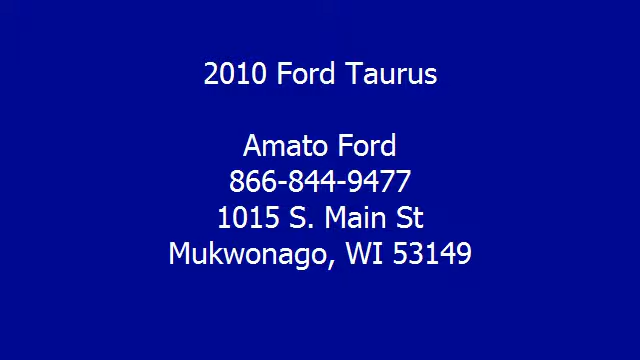 2010 Ford Taurus
Amato Ford
866-844-9477
1015 S. Main St
Mukwonago, WI 53149